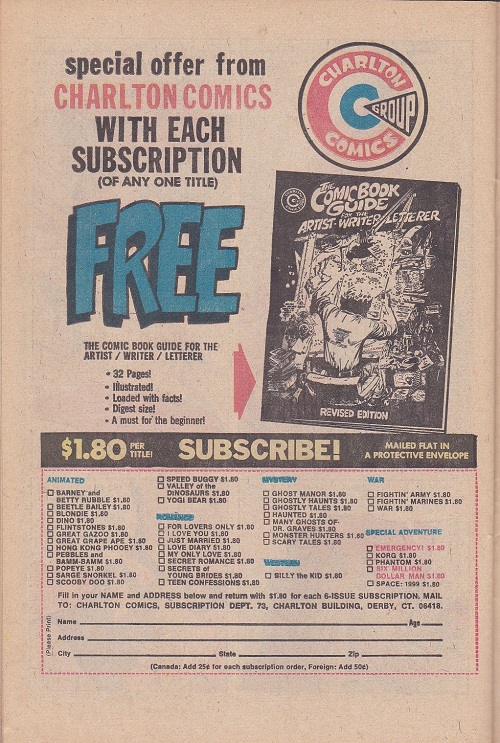 special offer from
CHARLTON COMICS
WITH EACH
SUBSCRIPTION
(OF ANY ONE TITLE)
FREE
CHARLTON
COMICS
GROUP
THE
COMIC BOOK
GUIDE
FOR THE
ARTIST·WRITER/LETTERER
REVISED EDITION
THE COMIC BOOK GUIDE FOR THE
ARTIST / WRITER / LETTERER
• 32 Pages!
• Illustrated!
• Loaded with facts!
• Digest size!
• A must for the beginner!
$1.80 PER TITLE!
SUBSCRIBE!
MAILED FLAT IN
A PROTECTIVE ENVELOPE
ANIMATED
BARNEY and
BETTY RUBBLE $1.80
BEETLE BAILEY $1.80
BLONDIE $1.80
DINO $1.80
FLINTSTONES $1.80
GREAT GAZOO $1.80
GREAT GRAPE APE $1.80
HONG KONG PHOOEY $1.80
PEBBLES and
BAMM-BAMM $1.80
POPEYE $1.80
SARGE SNORKEL $1.80
SCOOBY DOO $1.80
SPEED BUGGY $1.80
VALLEY of the
DINOSAURS $1.80
YOGI BEAR $1.80
ROMANCE
FOR LOVERS ONLY $1.80
I LOVE YOU $1.80
JUST MARRIED $1.80
LOVE DIARY $1.80
MY ONLY LOVE $1.80
SECRET ROMANCE $1.80
SECRETS of
YOUNG BRIDES $1.80
TEEN CONFESSIONS $1.80
MYSTERY
GHOST MANOR $1.80
GHOSTLY HAUNTS $1.80
GHOSTLY TALES $1.80
HAUNTED $1.80
MANY GHOSTS OF-
DR. GRAVES $1.80
MONSTER HUNTERS $1.80
SCARY TALES $1.80
WESTERN
BILLY the KID $1.80
WAR
FIGHTIN' ARMY $1.80
FIGHTIN' MARINES $1.80
WAR $1.80
SPECIAL ADVENTURE
EMERGENCY! $1.80
KORG $1.80
PHANTOM $1.80
SIX MILLION
DOLLAR MAN $1.80
SPACE: 1999 $1.80
Fill in your NAME and ADDRESS below and return with $1.80 for each 6-ISSUE SUBSCRIPTION. MAIL
TO: CHARLTON COMICS, SUBSCRIPTION DEPT. 73, CHARLTON BUILDING, DERBY, CT. 06418.
(Please Print)
Name Age
Address
City State Zip
(Canada: Add 25¢ for each subscription order, Foreign: Add 50¢)